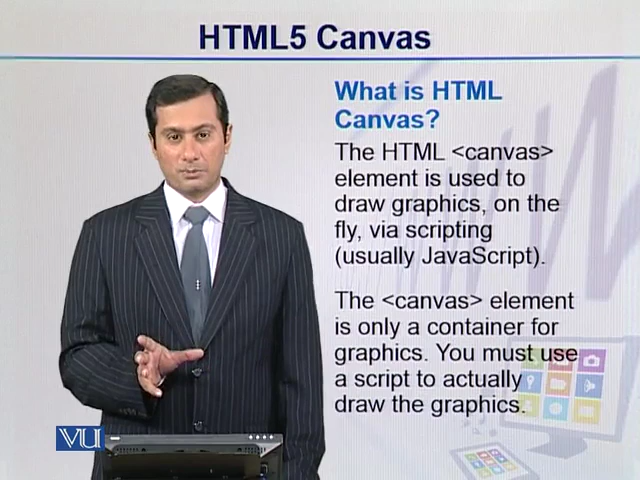 HTML5 Canvas
What is HTML
Canvas?
The HTML <canvas>
element is used to
draw graphics, on the
fly, via scripting
(usually JavaScript).
The <canvas> element
is only a container for
graphics. You must use
a script to actually
draw the graphics.
VU